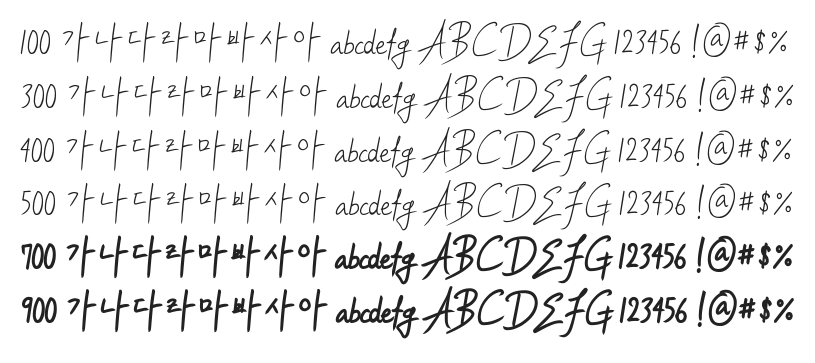 100 가나다라마바사아 abcdefg ABCDEFG 123456 !@#$%
300 가나다라마바사아 abcdefg ABCDEFG 123456 !@#$%
400 가나다라마바사아 abcdefg ABCDEFG 123456 !@#$%
500 가나다라마바사아 abcdefg ABCDEFG 123456 !@#$%
700 가나다라마바사아 abcdefg ABCDEFG 123456 !@#$%
900 가나다라마바사아 abcdefg ABCDEFG 123456 !@#$%